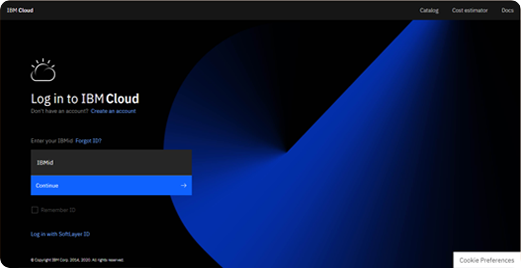 IBM Cloud
Catalog Cost estimator Docs
Log in to IBM Cloud
Don't have an account? Create an account
Enter your IBMid Forgot ID?
IBMid
Continue →
Remember ID
Log in with SoftLayer ID
© Copyright IBM Corp. 2014, 2020. All rights reserved.
Cookie Preferences